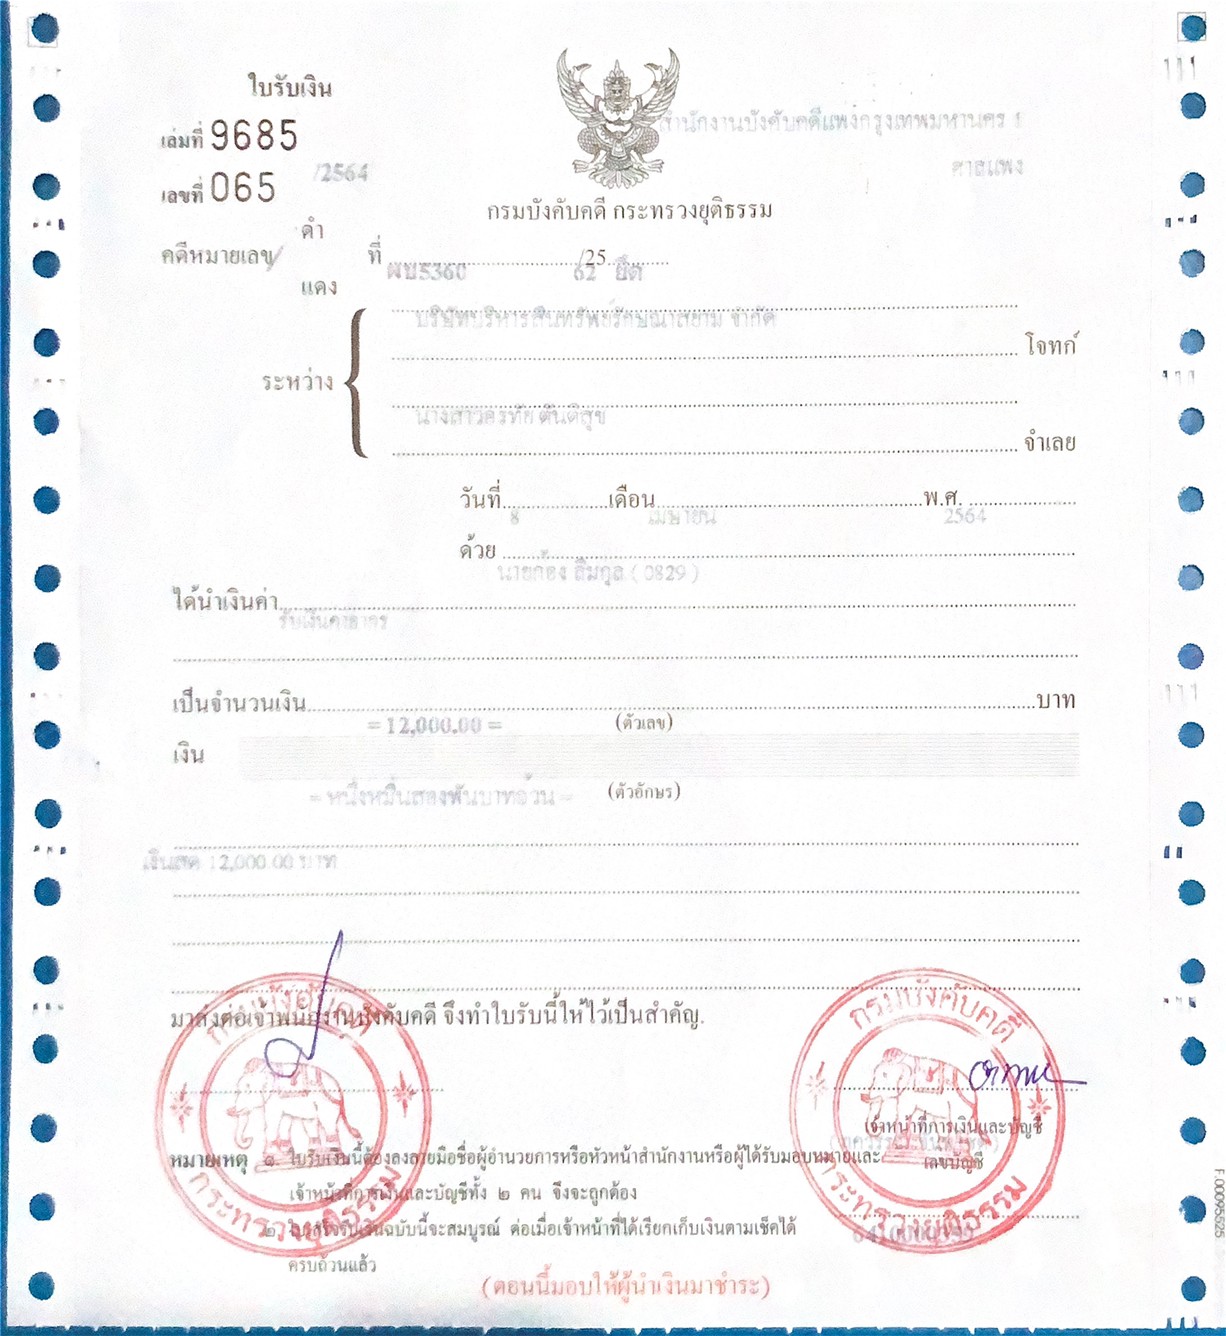 ใบรับเงิน
เล่มที่ 9685
สำนักงานบังคับคดีแพ่งกรุงเทพมหานคร 1
ศาลแพ่ง
เลขที่ 065 /2564
กรมบังคับคดี กระทรวงยุติธรรม
คดีหมายเลข ดำ/แดง ที่ ผบ5360 /25 62 ยึด
บริษัทบริหารสินทรัพย์รักษณาสยาม จำกัด
โจทก์
ระหว่าง
ตันติสุข
จำเลย
วันที่ 8 เดือน เมษายน พ.ศ. 2564
ด้วย นายก้อง ลิมกุล ( 0829 )
ได้นำเงินค่า
เป็นจำนวนเงิน = 12,000.00 = (ตัวเลข) บาท
เงิน
= หนึ่งหมื่นสองพันบาทถ้วน = (ตัวอักษร)
เงินสด 12,000.00 บาท
มาส่งต่อเจ้าพนักงานบังคับคดี จึงทำใบรับนี้ให้ไว้เป็นสำคัญ.
กรมบังคับคดี
กระทรวงยุติธรรม
กรมบังคับคดี
กระทรวงยุติธรรม
เจ้าหน้าที่การเงินและบัญชี
เลขบัญชี
หมายเหตุ ๑. ใบรับเงินนี้ต้องลงลายมือชื่อผู้อำนวยการหรือหัวหน้าสำนักงานหรือผู้ได้รับมอบหมายและ
เจ้าหน้าที่การเงินและบัญชีทั้ง ๒ คน จึงจะถูกต้อง
๒. ใบเสร็จรับเงินฉบับนี้จะสมบูรณ์ ต่อเมื่อเจ้าหน้าที่ได้เรียกเก็บเงินตามเช็คได้
ครบถ้วนแล้ว
(ตอนนี้มอบให้ผู้นำเงินมาชำระ)
F.00095525